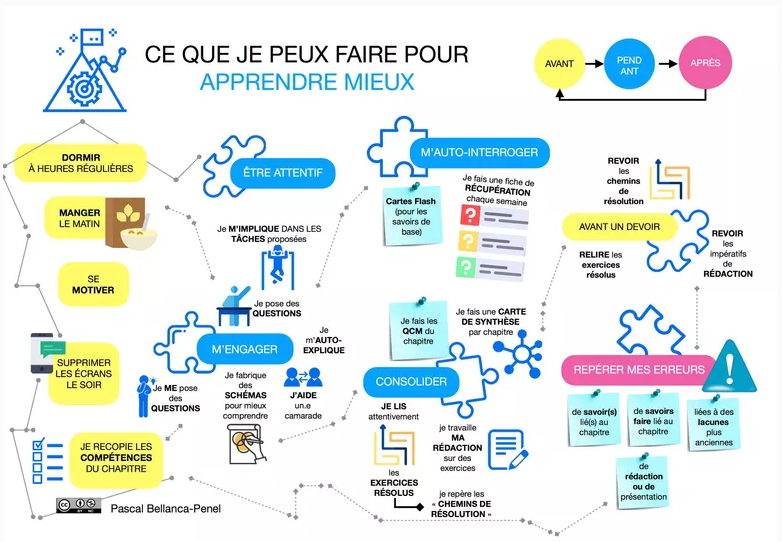 CE QUE JE PEUX FAIRE POUR
APPRENDRE MIEUX
AVANT
PEND
ANT
APRÈS
DORMIR
À HEURES RÉGULIÈRES
MANGER
LE MATIN
SE
MOTIVER
SUPPRIMER
LES ÉCRANS
LE SOIR
JE RECOPIE LES
COMPÉTENCES
DU CHAPITRE
ÊTRE ATTENTIF
Je M'IMPLIQUE DANS LES
TÂCHES proposées
Je pose des
QUESTIONS
M'ENGAGER
Je
m'AUTO-
EXPLIQUE
Je ME pose
des
QUESTIONS
Je fabrique
des
SCHÉMAS
pour mieux
comprendre
J'AIDE
un.e
camarade
M'AUTO-INTERROGER
Cartes Flash
(pour les
savoirs de
base)
Je fais une fiche de
RÉCUPÉRATION
chaque semaine
?
?
?
Je fais les
QCM du
chapitre
Je fais une CARTE
DE SYNTHÈSE
par chapitre
CONSOLIDER
JE LIS
attentivement
les
EXERCICES
RÉSOLUS
je travaille
MA
RÉDACTION
sur des
exercices
je repère les
« CHEMINS DE
RÉSOLUTION »
REVOIR
les
chemins
de
résolution
AVANT UN DEVOIR
RELIRE les
exercices
résolus
REVOIR
les
impératifs
de
RÉDACTION
REPÉRER MES ERREURS
!
de savoir(s)
lié(s) au
chapitre
de savoirs
faire lié au
chapitre
liées à des
lacunes
plus
anciennes
de
rédaction
ou de
présentation
cc
BY NC
Pascal Bellanca-Penel